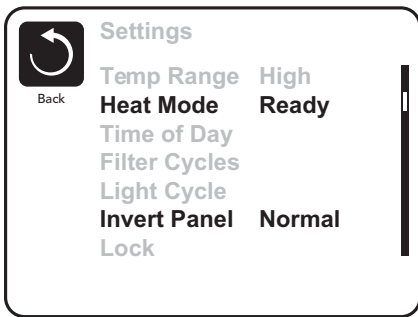 Settings
Back
Temp Range High
Heat Mode Ready
Time of Day
Filter Cycles
Light Cycle
Invert Panel Normal
Lock